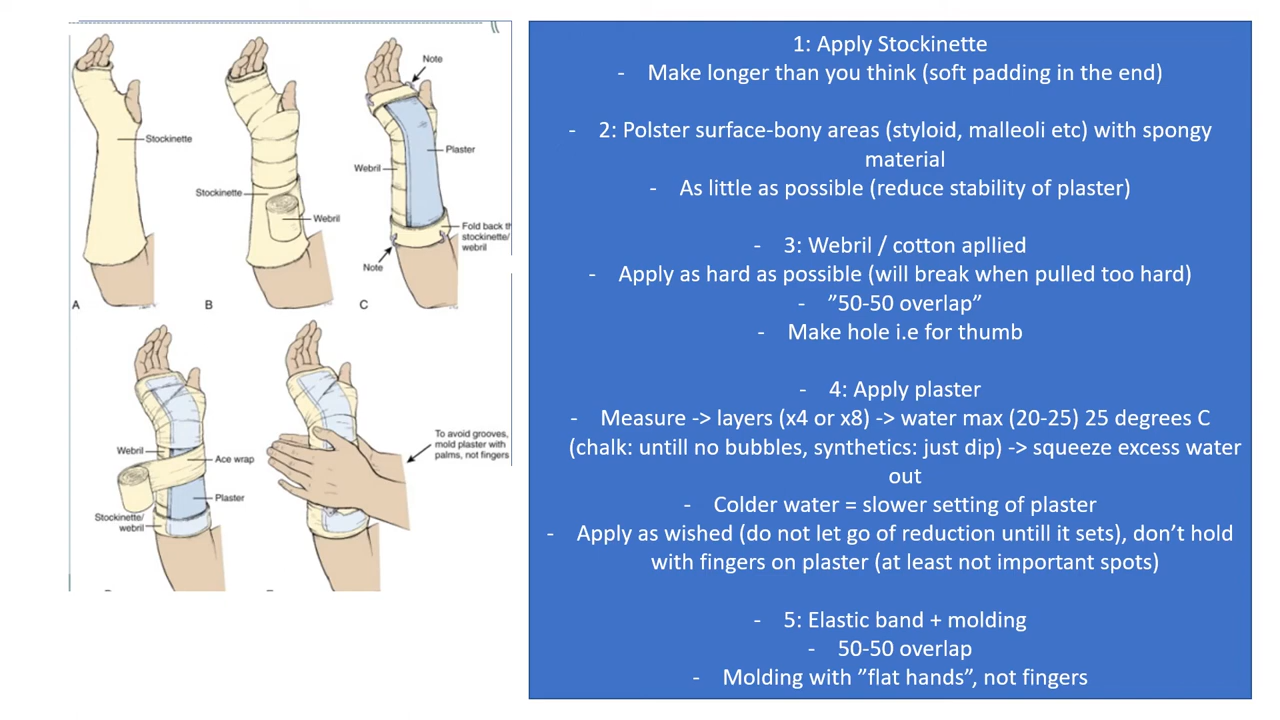 Note
Stockinette
Plaster
Webril
Stockinette
Webril
Fold back th
stockinette/
webril
Note
A
B
C
To avoid grooves,
mold plaster with
palms, not fingers
Webril
Ace wrap
Plaster
Stockinette/
webril
1: Apply Stockinette
- Make longer than you think (soft padding in the end)
- 2: Polster surface-bony areas (styloid, malleoli etc) with spongy
material
- As little as possible (reduce stability of plaster)
- 3: Webril / cotton apllied
- Apply as hard as possible (will break when pulled too hard)
- ”50-50 overlap”
- Make hole i.e for thumb
- 4: Apply plaster
- Measure -> layers (x4 or x8) -> water max (20-25) 25 degrees C
(chalk: untill no bubbles, synthetics: just dip) -> squeeze excess water
out
- Colder water = slower setting of plaster
- Apply as wished (do not let go of reduction untill it sets), don’t hold
with fingers on plaster (at least not important spots)
- 5: Elastic band + molding
- 50-50 overlap
- Molding with ”flat hands”, not fingers